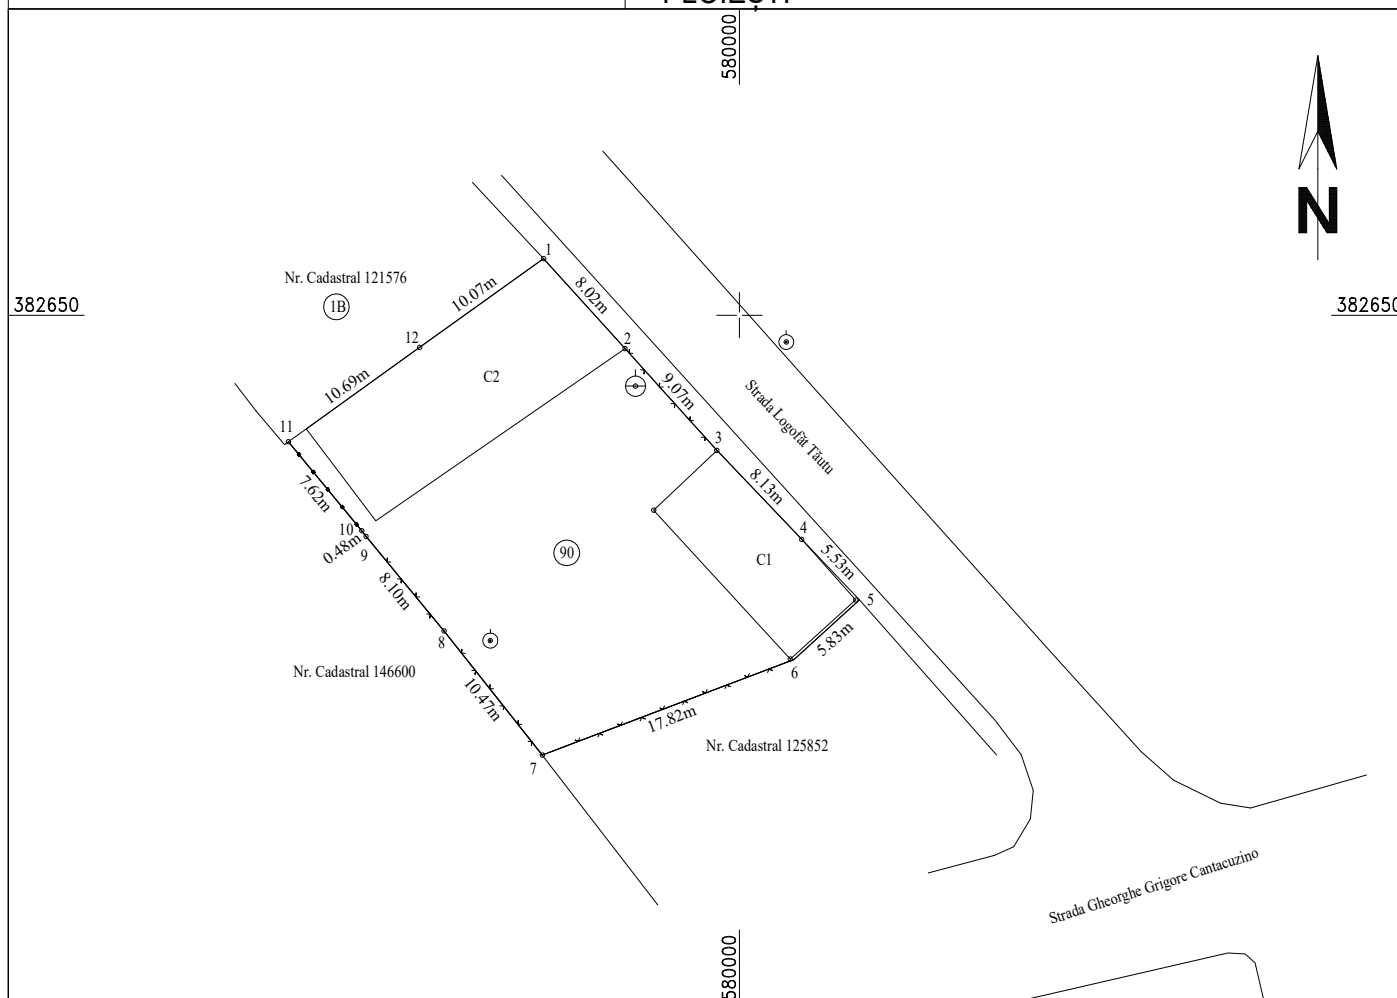 580000
N
382650
382650
Nr. Cadastral 121576
1B
1
10.07m
8.02m
12
2
C2
10.69m
9.07m
Strada Logofăt Tăutu
11
3
7.62m
8.13m
10
0.48m
9
4
90
C1
5.53m
8.10m
5
8
5.83m
Nr. Cadastral 146600
6
10.47m
17.82m
Nr. Cadastral 125852
7
Strada Gheorghe Grigore Cantacuzino
580000